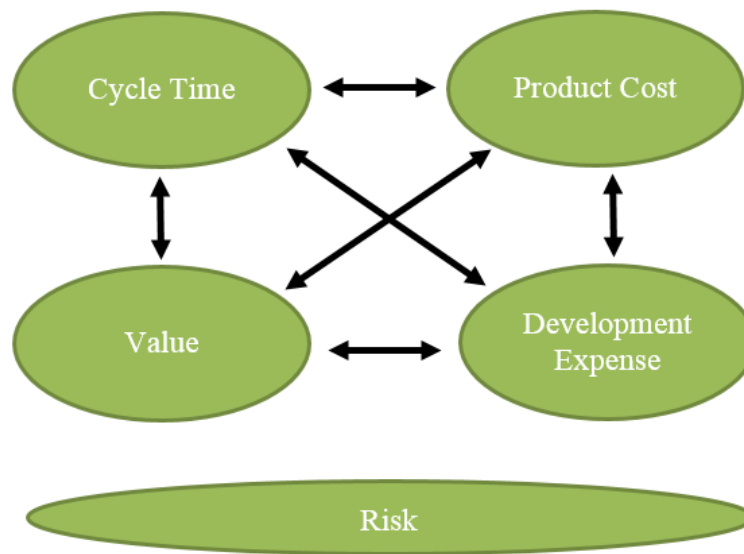 Cycle Time
Product Cost
Value
Development
Expense
Risk